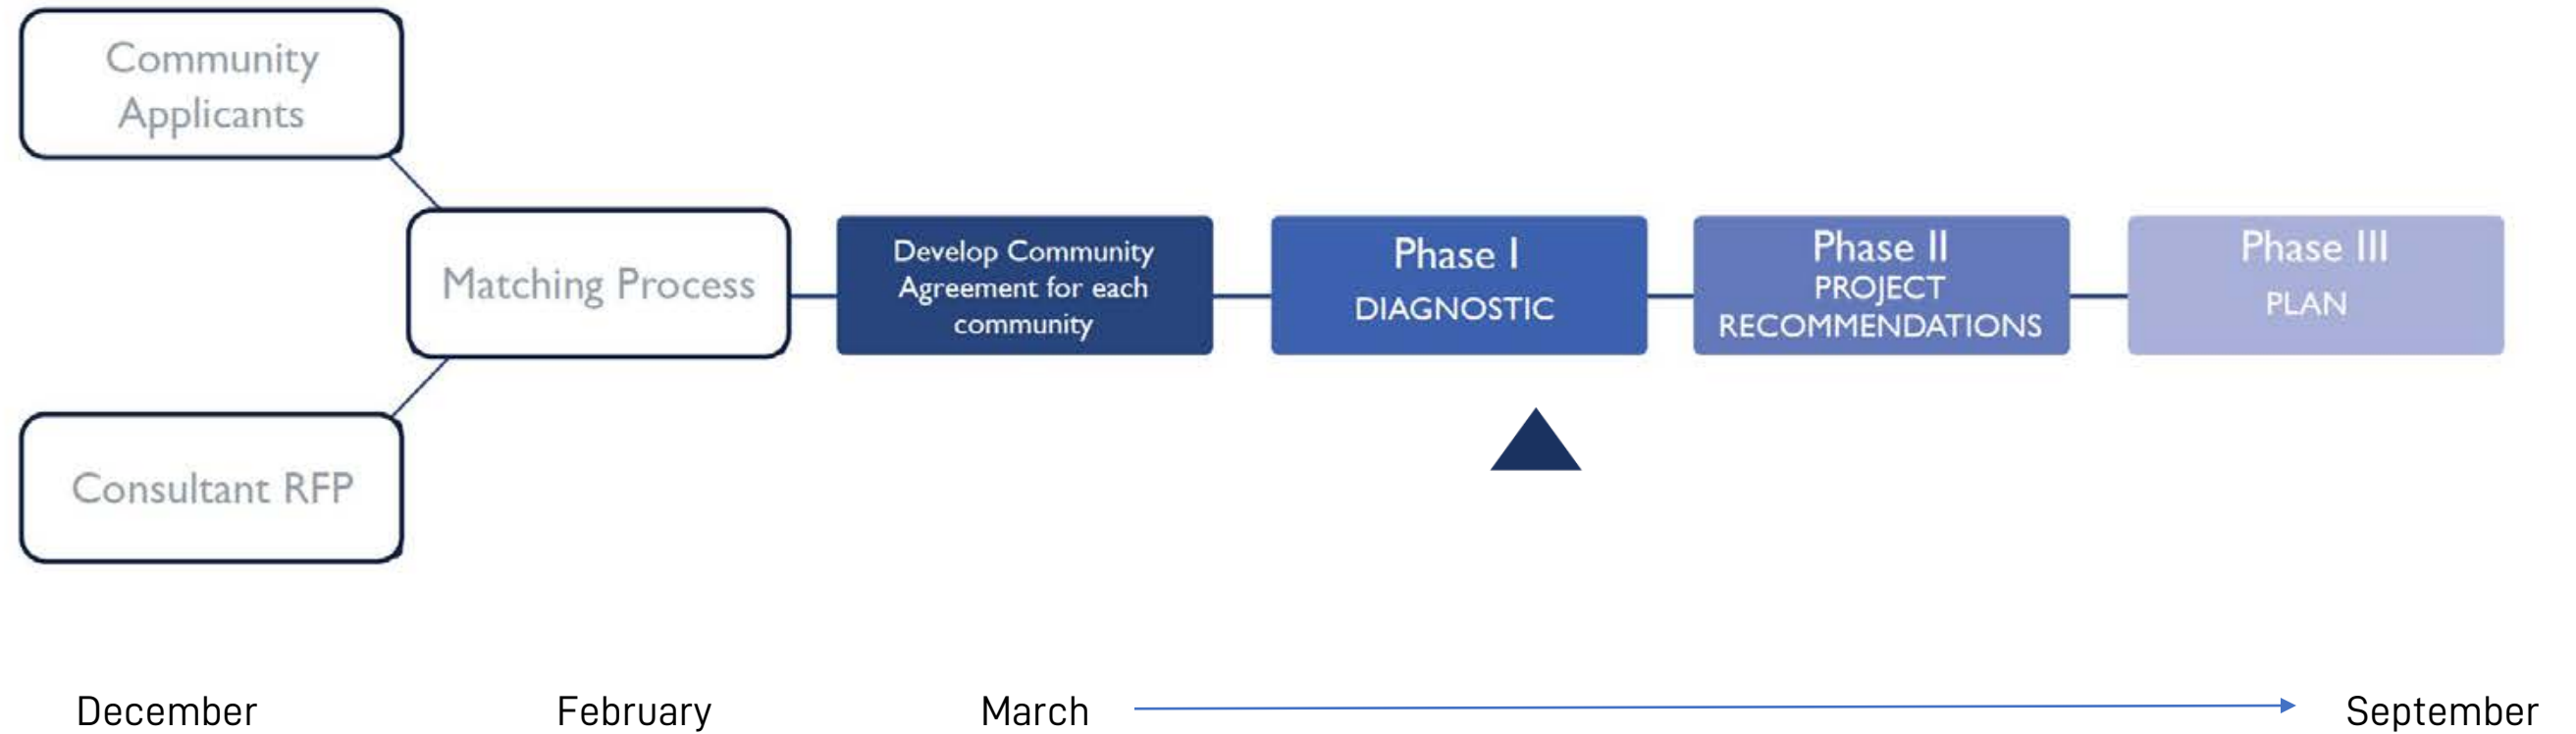 Community
Applicants
Matching Process
Consultant RFP
Develop Community
Agreement for each
community
Phase I
DIAGNOSTIC
Phase II
PROJECT
RECOMMENDATIONS
Phase III
PLAN
December
February
March
September